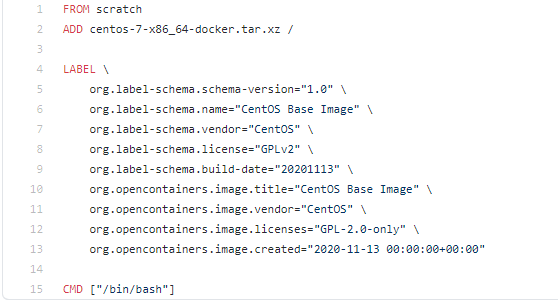 1 FROM scratch
2 ADD centos-7-x86_64-docker.tar.xz /
3
4 LABEL \
5 org.label-schema.schema-version="1.0" \
6 org.label-schema.name="CentOS Base Image" \
7 org.label-schema.vendor="CentOS" \
8 org.label-schema.license="GPLv2" \
9 org.label-schema.build-date="20201113" \
10 org.opencontainers.image.title="CentOS Base Image" \
11 org.opencontainers.image.vendor="CentOS" \
12 org.opencontainers.image.licenses="GPL-2.0-only" \
13 org.opencontainers.image.created="2020-11-13 00:00:00+00:00"
14
15 CMD ["/bin/bash"]